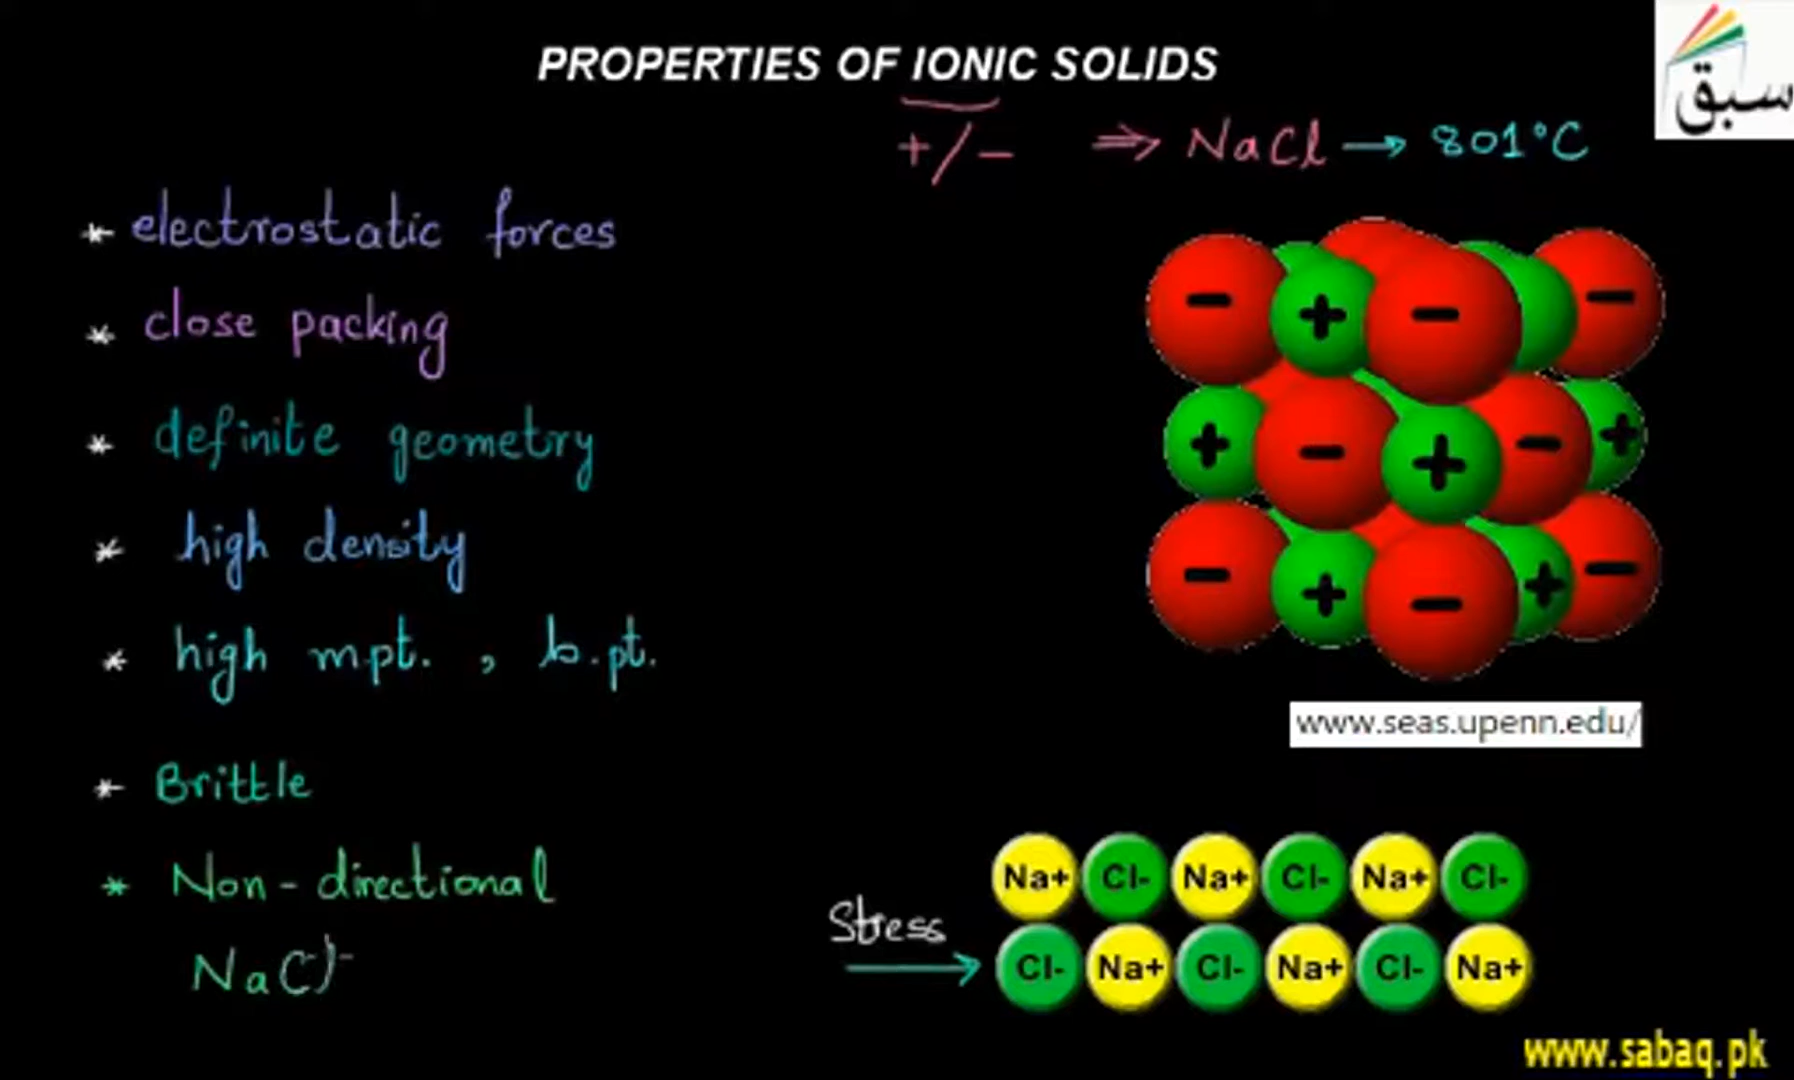 PROPERTIES OF IONIC SOLIDS
سبق
+/- ⇒ NaCl → 801°C
* electrostatic forces
* close packing
* definite geometry
* high density
* high m.pt. , b.pt.
* Brittle
* Non-directional
NaCl
- + - -
+ - + - +
- + - + -
www.seas.upenn.edu/
Stress →
Na+ Cl- Na+ Cl- Na+ Cl-
Cl- Na+ Cl- Na+ Cl- Na+
www.sabaq.pk